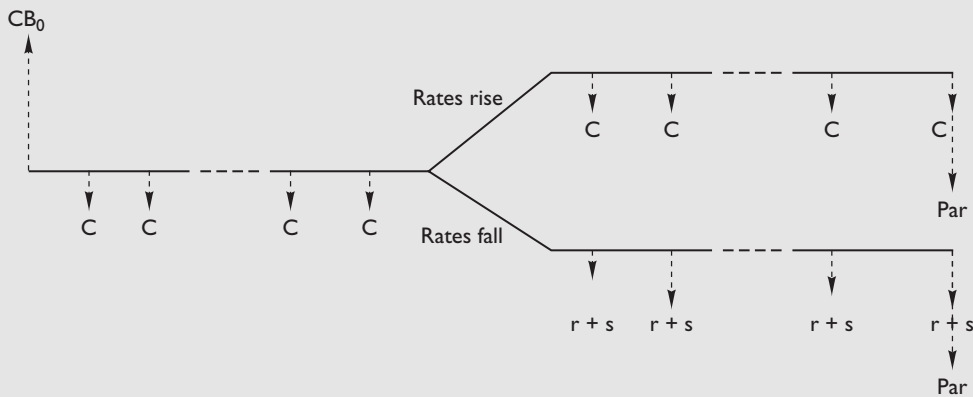 CB₀
Rates rise
C C C C
Par
C C C C
Rates fall
r + s r + s r + s r + s
Par